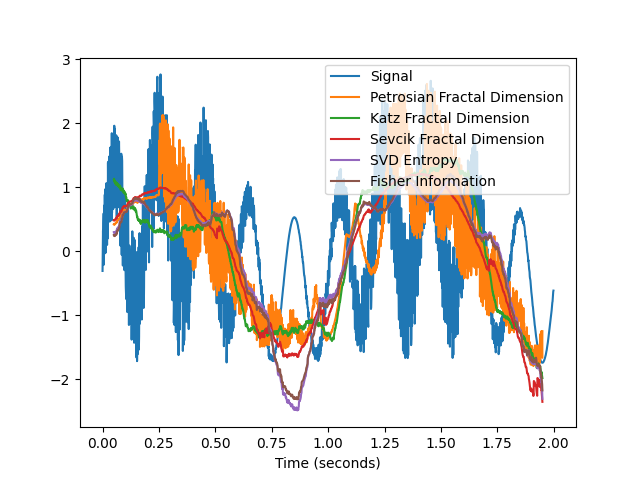 3
2
1
0
−1
−2
Signal
Petrosian Fractal Dimension
Katz Fractal Dimension
Sevcik Fractal Dimension
SVD Entropy
Fisher Information
0.00 0.25 0.50 0.75 1.00 1.25 1.50 1.75 2.00
Time (seconds)